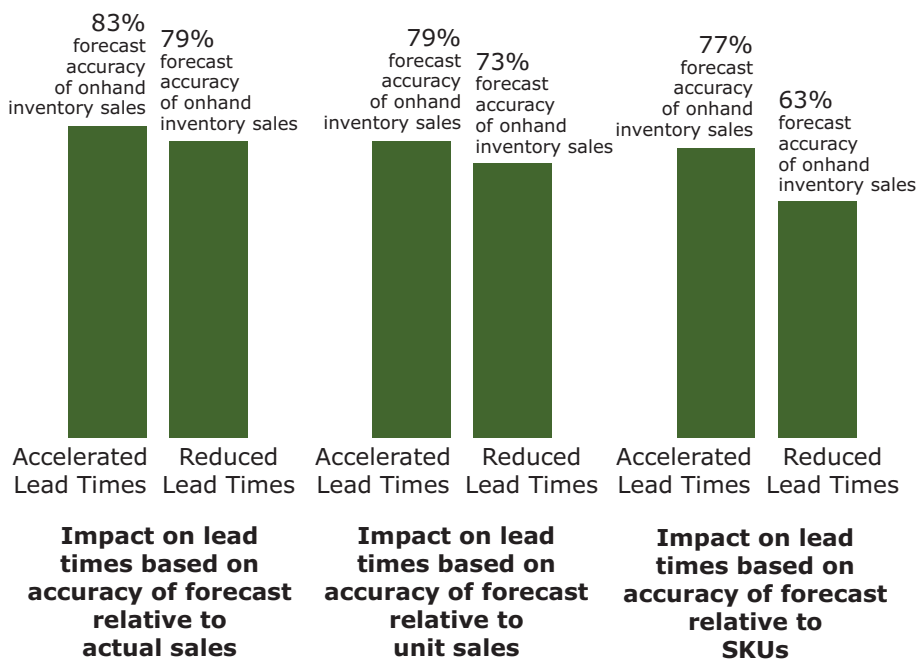 83%
forecast
accuracy
of onhand
inventory sales
79%
forecast
accuracy
of onhand
inventory sales
Accelerated
Lead Times
Reduced
Lead Times
Impact on lead
times based on
accuracy of forecast
relative to
actual sales
79%
forecast
accuracy
of onhand
inventory sales
73%
forecast
accuracy
of onhand
inventory sales
Accelerated
Lead Times
Reduced
Lead Times
Impact on lead
times based on
accuracy of forecast
relative to
unit sales
77%
forecast
accuracy
of onhand
inventory sales
63%
forecast
accuracy
of onhand
inventory sales
Accelerated
Lead Times
Reduced
Lead Times
Impact on lead
times based on
accuracy of forecast
relative to
SKUs